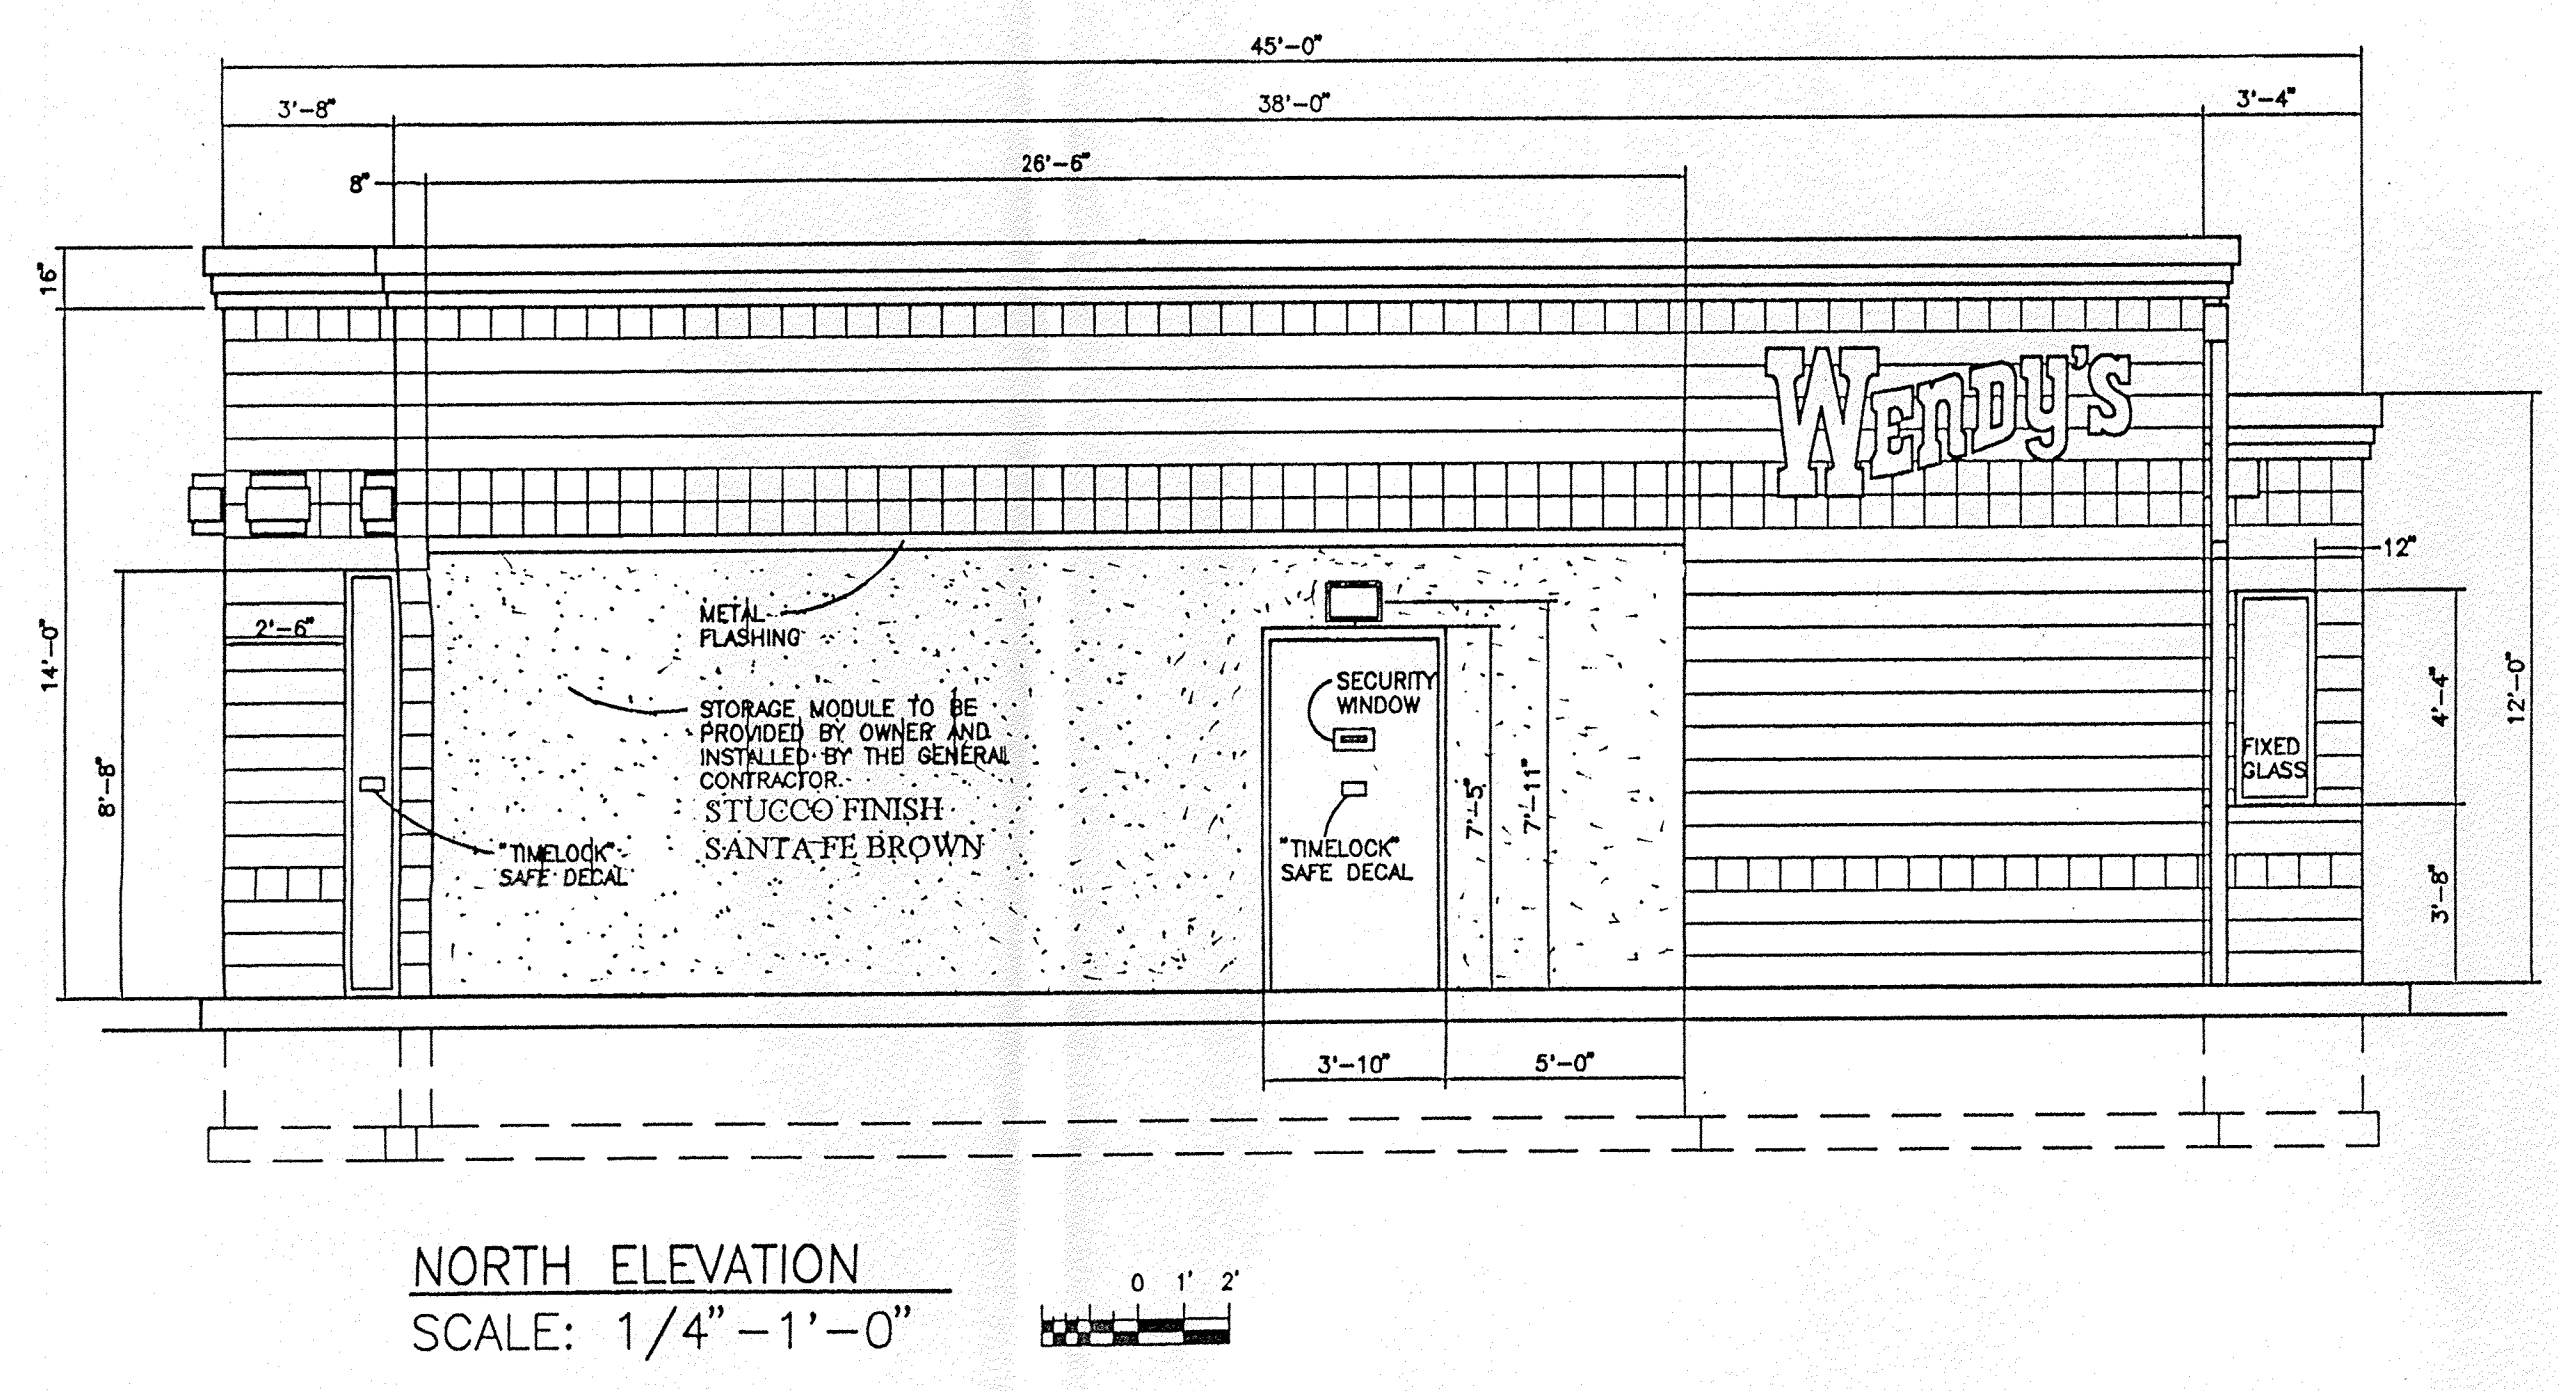 45'-0"
3'-8"
38'-0"
3'-4"
8"
26'-6"
16"
WENDY'S
12"
2'-6"
METAL
FLASHING
14'-0"
8'-8"
SECURITY
WINDOW
STORAGE MODULE TO BE
PROVIDED BY OWNER AND
INSTALLED BY THE GENERAL
CONTRACTOR.
STUCCO FINISH
SANTA FE BROWN
"TIMELOCK"
SAFE DECAL
"TIMELOCK"
SAFE DECAL
7'-5"
7'-11"
FIXED
GLASS
4'-4"
12'-0"
3'-8"
3'-10"
5'-0"
NORTH ELEVATION
SCALE: 1/4"-1'-0"
0 1' 2'